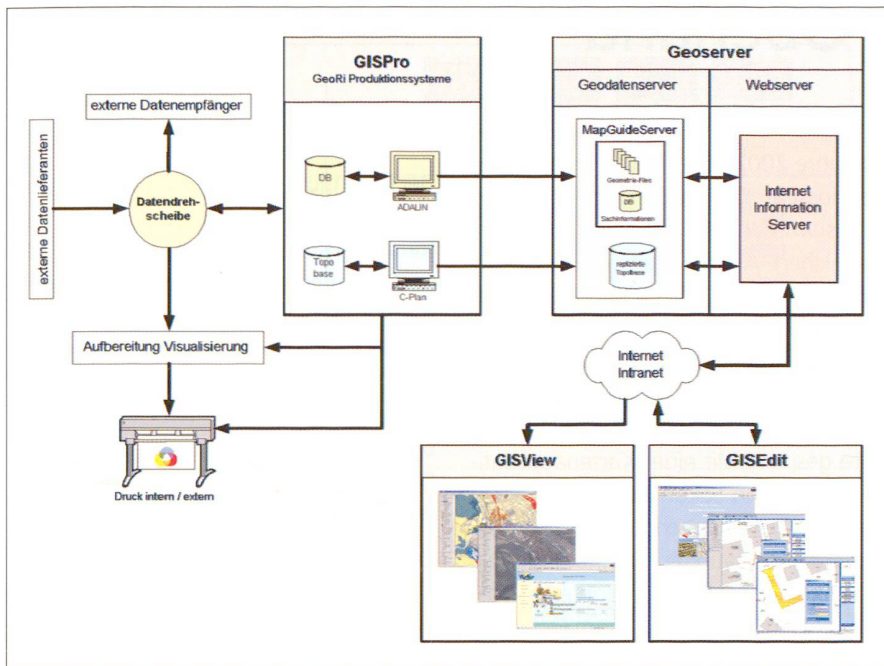 GISPro
GeoRi Produktionssysteme
Geoserver
Geodatenserver
Webserver
externe Datenempfänger
externe Datenlieferanten
Datendreh-
scheibe
DB
ADALIN
Topo
base
C-Plan
MapGuideServer
Geometrie-Files
DB
Sachinformationen
replizierte
Topobase
Internet
Information
Server
Aufbereitung Visualisierung
Internet
Intranet
Druck intern / extern
GISView
GISEdit